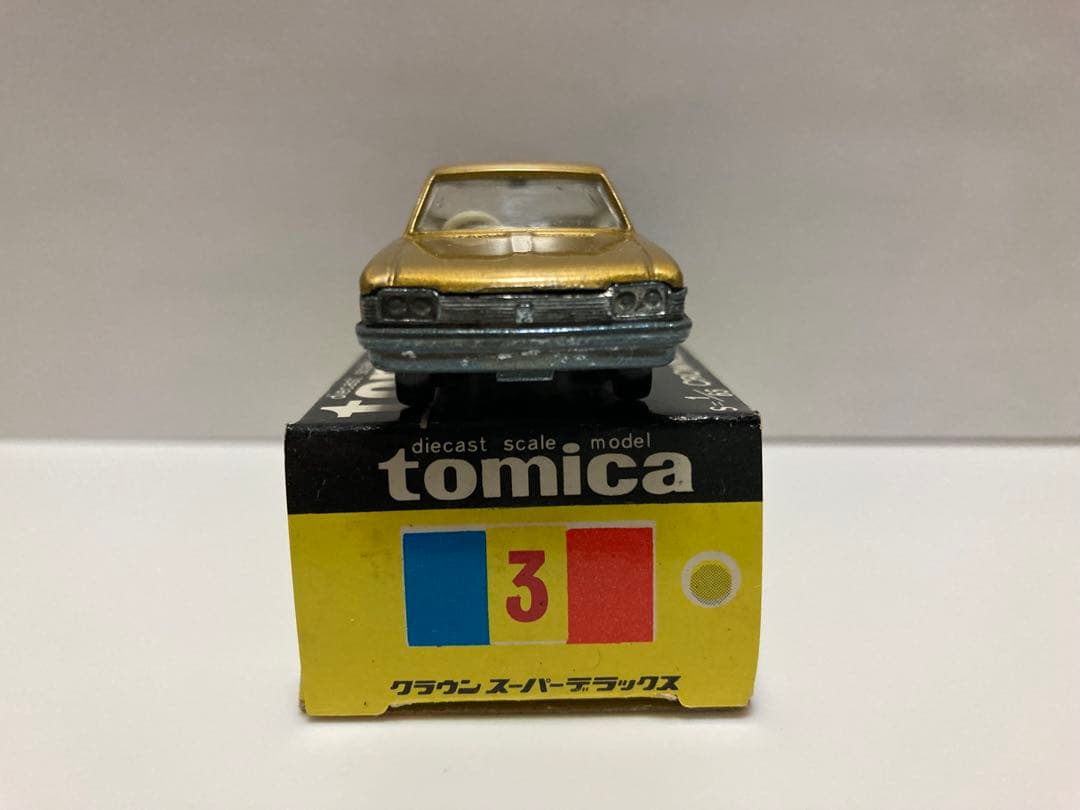 diecast scale model
tomica
3
クラウン スーパーデラックス